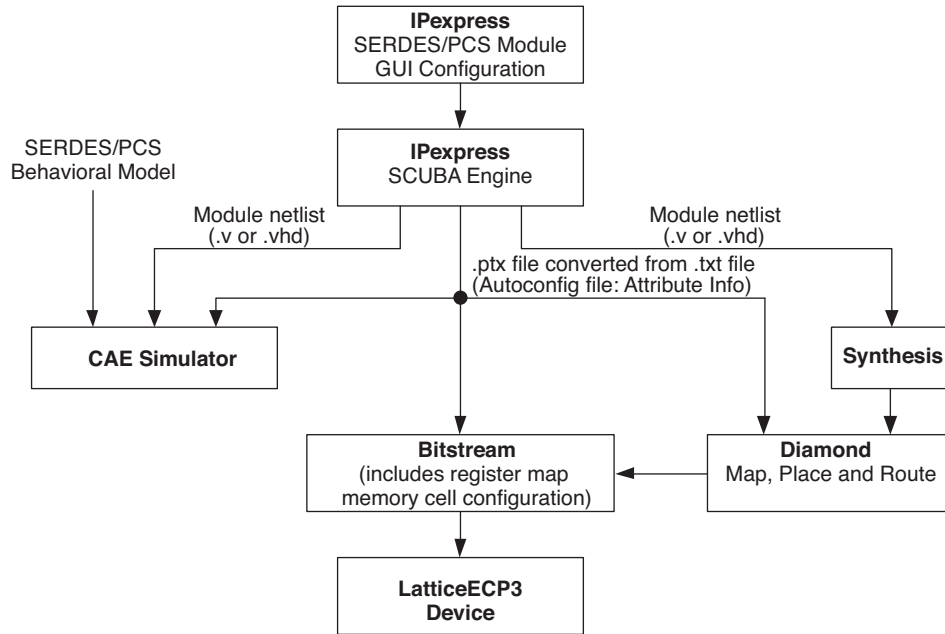 IPexpress
SERDES/PCS Module
GUI Configuration
SERDES/PCS
Behavioral Model
IPexpress
SCUBA Engine
Module netlist
(.v or .vhd)
Module netlist
(.v or .vhd)
.ptx file converted from .txt file
(Autoconfig file: Attribute Info)
CAE Simulator
Synthesis
Bitstream
(includes register map
memory cell configuration)
Diamond
Map, Place and Route
LatticeECP3
Device